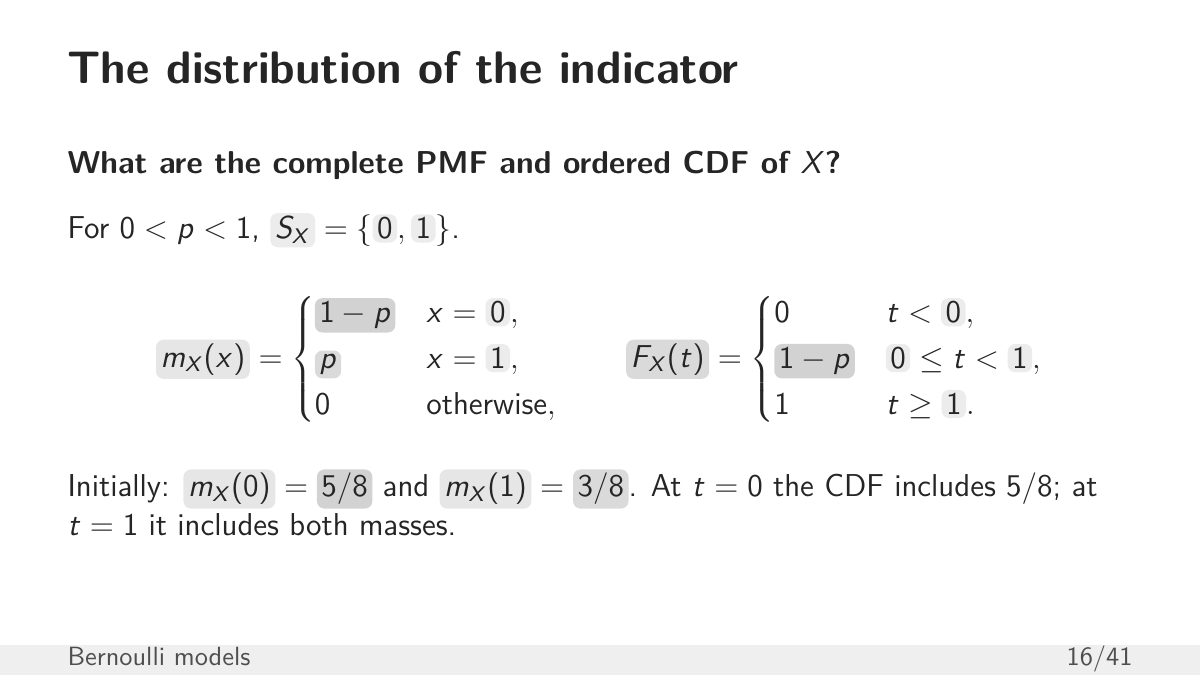 The distribution of the indicator
What are the complete PMF and ordered CDF of X?
For 0 < p < 1, S_X = {0, 1}.
m_X(x) = { 1 − p   x = 0,
p   x = 1,
0   otherwise,
F_X(t) = { 0   t < 0,
1 − p   0 ≤ t < 1,
1   t ≥ 1.
Initially: m_X(0) = 5/8 and m_X(1) = 3/8. At t = 0 the CDF includes 5/8; at
t = 1 it includes both masses.
Bernoulli models   16/41